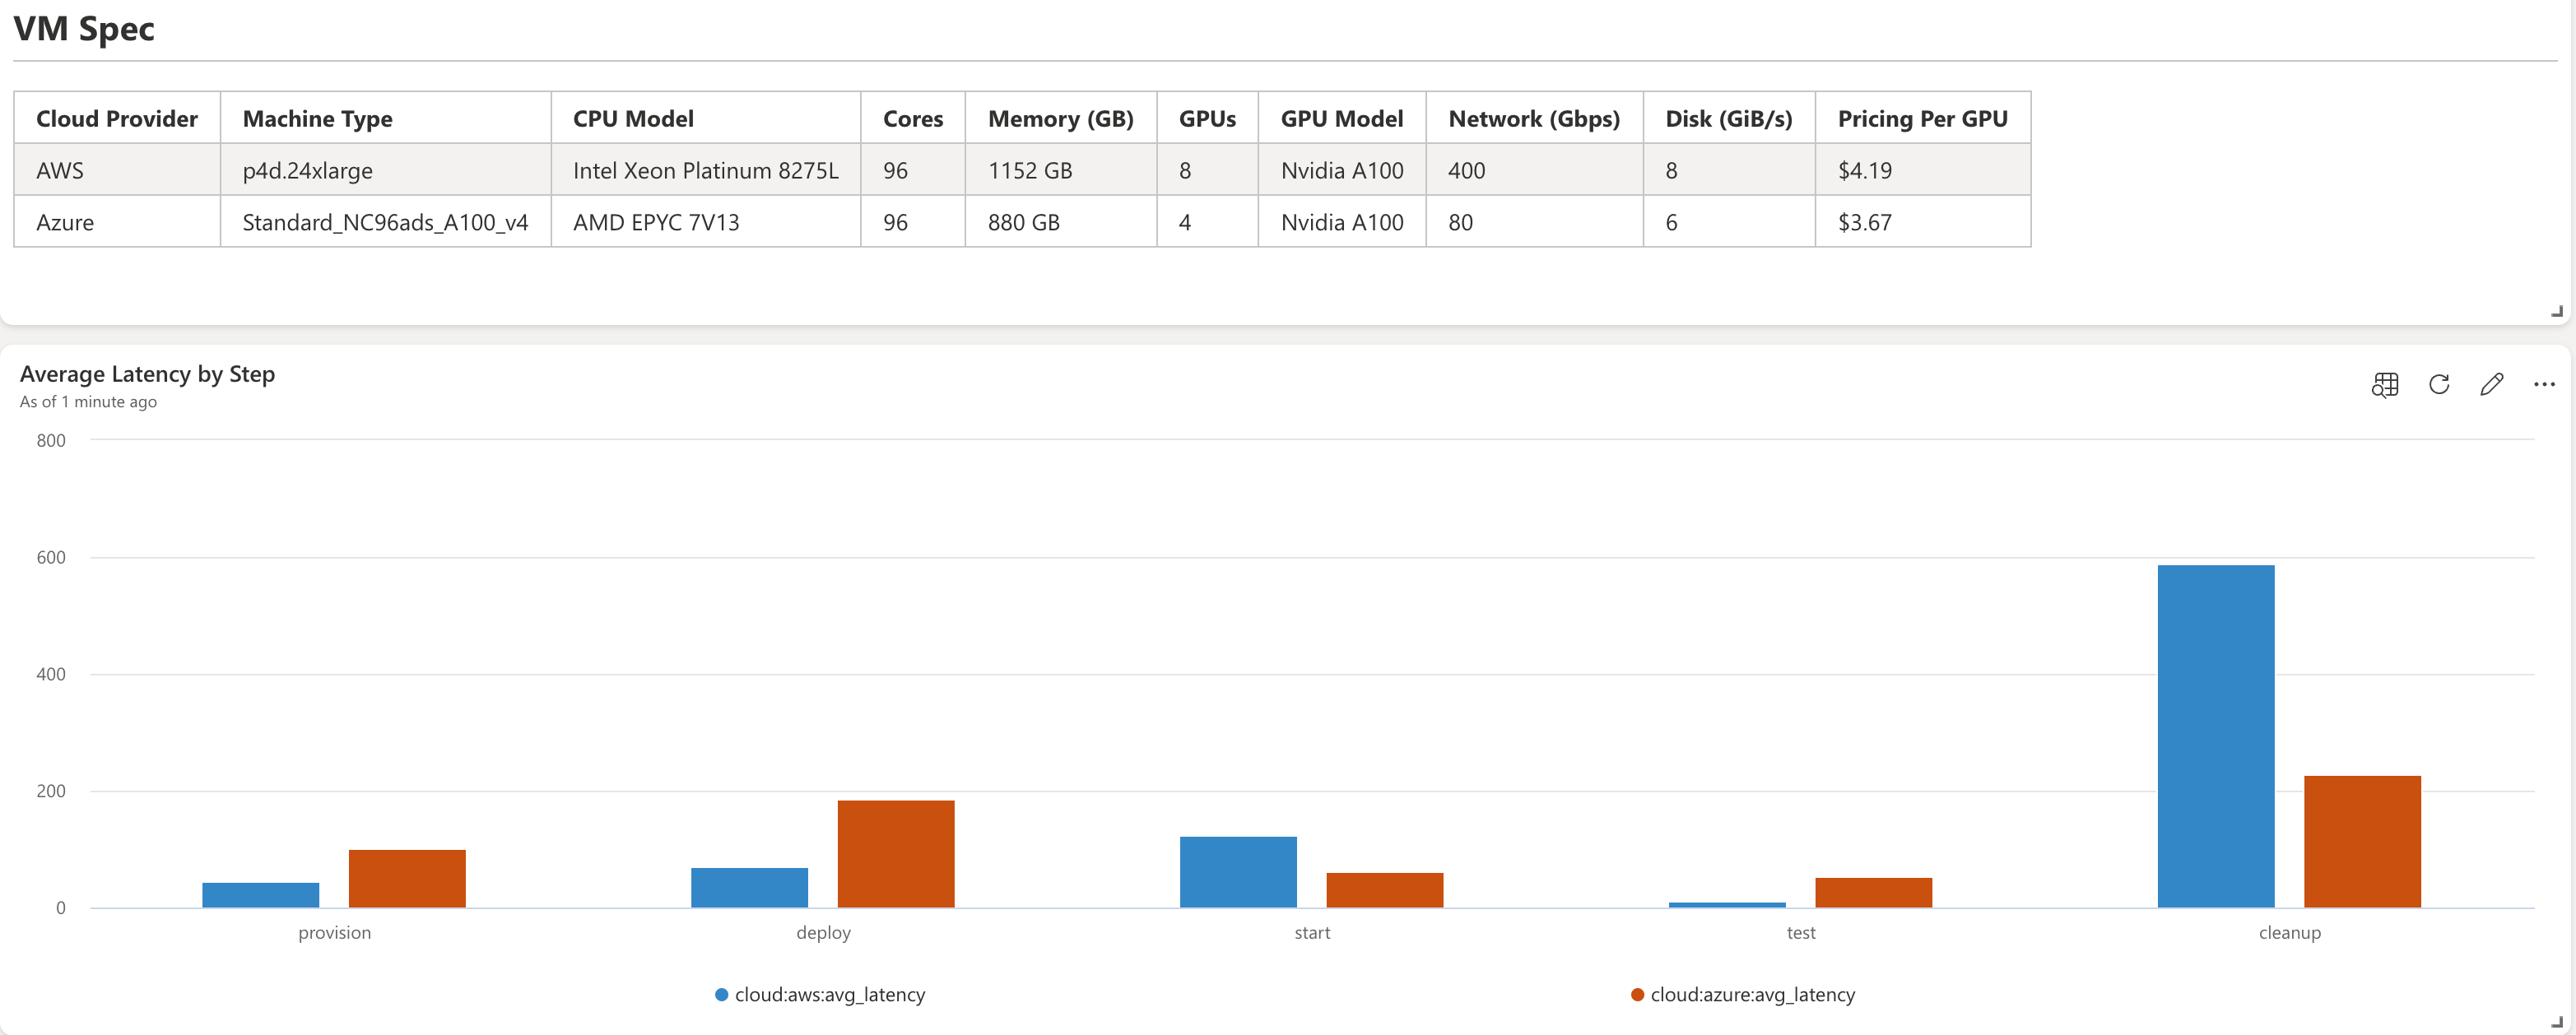 VM Spec
Cloud Provider Machine Type CPU Model Cores Memory (GB) GPUs GPU Model Network (Gbps) Disk (GiB/s) Pricing Per GPU
AWS p4d.24xlarge Intel Xeon Platinum 8275L 96 1152 GB 8 Nvidia A100 400 8 $4.19
Azure Standard_NC96ads_A100_v4 AMD EPYC 7V13 96 880 GB 4 Nvidia A100 80 6 $3.67
Average Latency by Step
As of 1 minute ago
800
600
400
200
0
provision deploy start test cleanup
cloud:aws:avg_latency cloud:azure:avg_latency